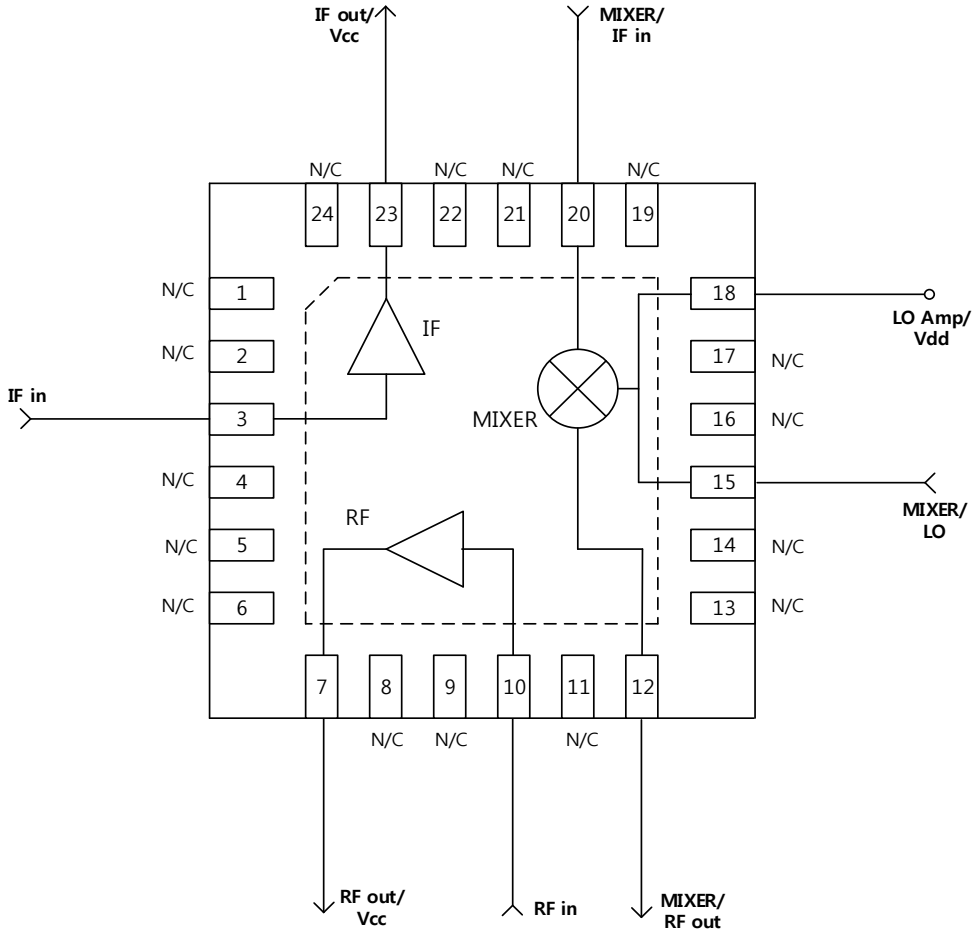 IF out/
Vcc
MIXER/
IF in
N/C
N/C
N/C
N/C
24
23
22
21
20
19
N/C
1
18
LO Amp/
Vdd
IF
N/C
2
17
N/C
IF in
3
MIXER
16
N/C
N/C
4
15
MIXER/
LO
RF
N/C
5
14
N/C
N/C
6
13
N/C
7
8
9
10
11
12
N/C
N/C
N/C
RF out/
Vcc
RF in
MIXER/
RF out